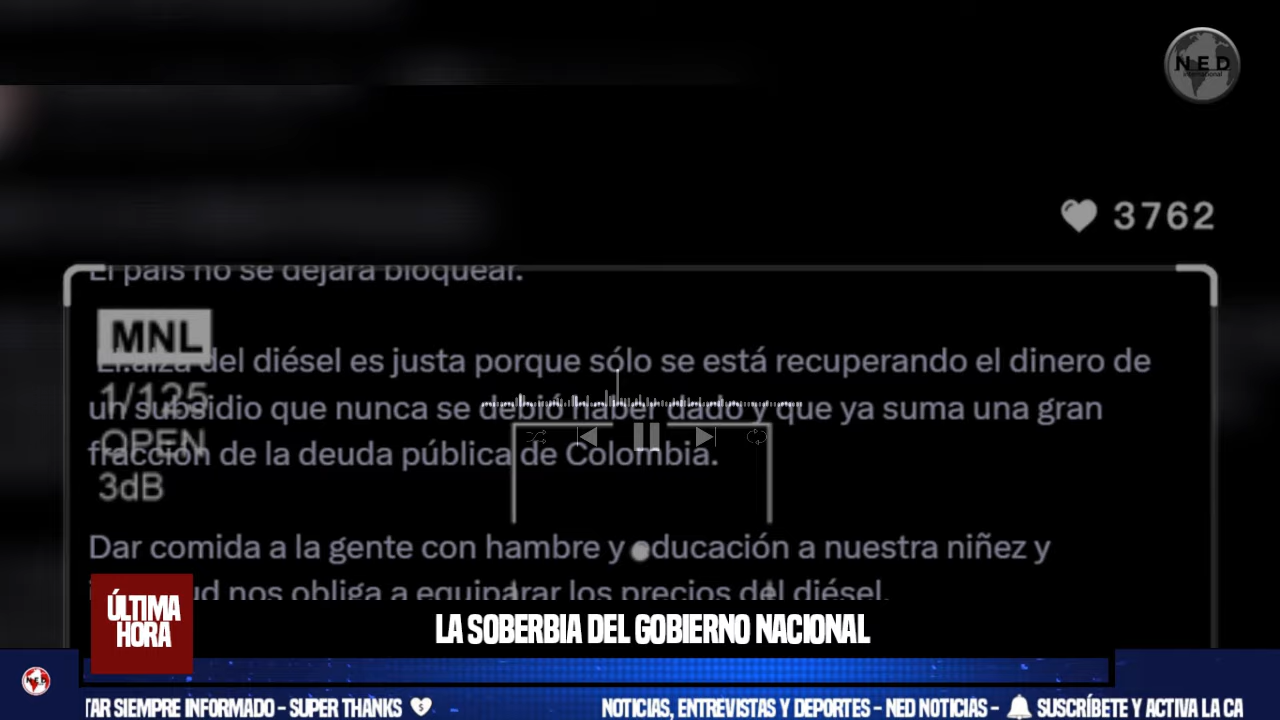 NED
International
3762
El país no se dejará bloquear.
MNL
El alza del diésel es justa porque sólo se está recuperando el dinero de
1/125
un subsidio que nunca se debió haber dado y que ya suma una gran
OPEN
fracción de la deuda pública de Colombia.
3dB
Dar comida a la gente con hambre y educación a nuestra niñez y
nos obliga a equiparar los precios del diésel.
ÚLTIMA
HORA
LA SOBERBIA DEL GOBIERNO NACIONAL
NED
TAR SIEMPRE INFORMADO - SUPER THANKS NOTICIAS, ENTREVISTAS Y DEPORTES - NED NOTICIAS - SUSCRÍBETE Y ACTIVA LA CA